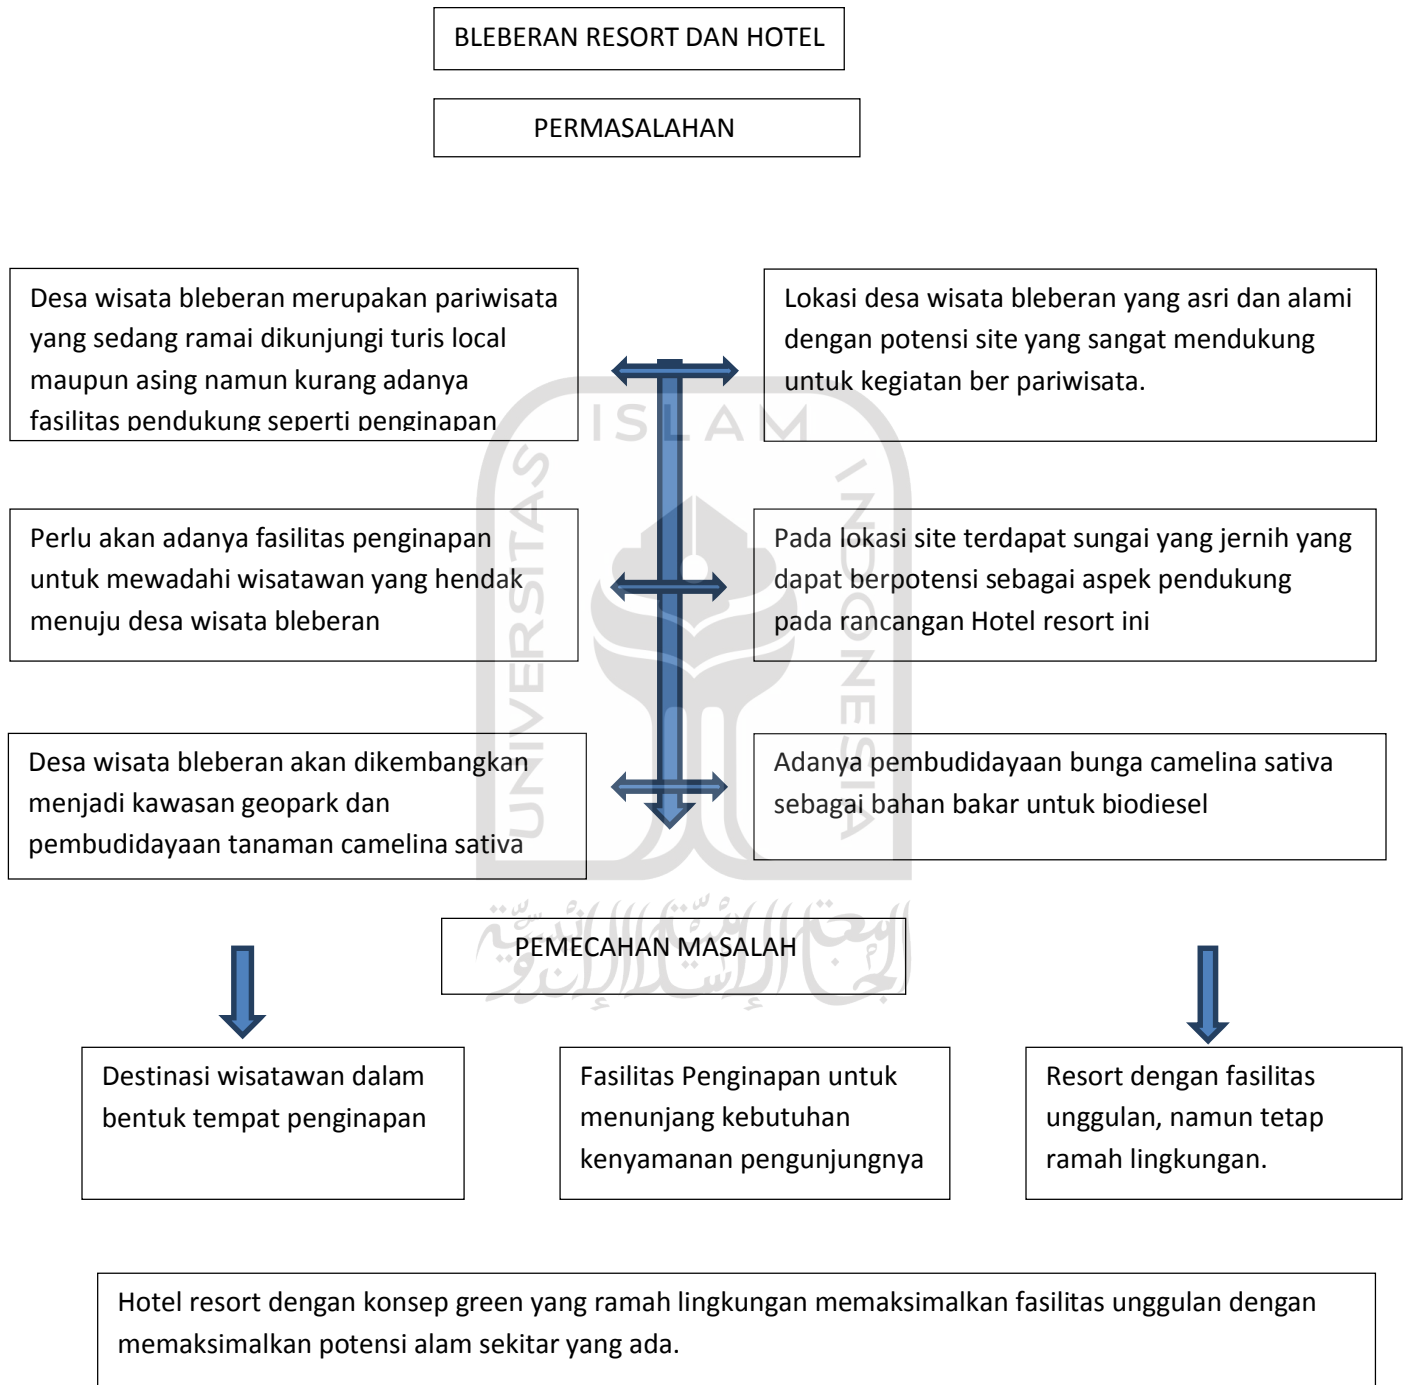 BLEBERAN RESORT DAN HOTEL
PERMASALAHAN
Desa wisata bleberan merupakan pariwisata
yang sedang ramai dikunjungi turis local
maupun asing namun kurang adanya
fasilitas pendukung seperti penginapan
Lokasi desa wisata bleberan yang asri dan alami
dengan potensi site yang sangat mendukung
untuk kegiatan ber pariwisata.
Perlu akan adanya fasilitas penginapan
untuk mewadahi wisatawan yang hendak
menuju desa wisata bleberan
Pada lokasi site terdapat sungai yang jernih yang
dapat berpotensi sebagai aspek pendukung
pada rancangan Hotel resort ini
Desa wisata bleberan akan dikembangkan
menjadi kawasan geopark dan
pembudidayaan tanaman camelina sativa
Adanya pembudidayaan bunga camelina sativa
sebagai bahan bakar untuk biodiesel
UNIVERSITAS
ISLAM
INDONESIA
PEMECAHAN MASALAH
Destinasi wisatawan dalam
bentuk tempat penginapan
Fasilitas Penginapan untuk
menunjang kebutuhan
kenyamanan pengunjungnya
Resort dengan fasilitas
unggulan, namun tetap
ramah lingkungan.
Hotel resort dengan konsep green yang ramah lingkungan memaksimalkan fasilitas unggulan dengan
memaksimalkan potensi alam sekitar yang ada.